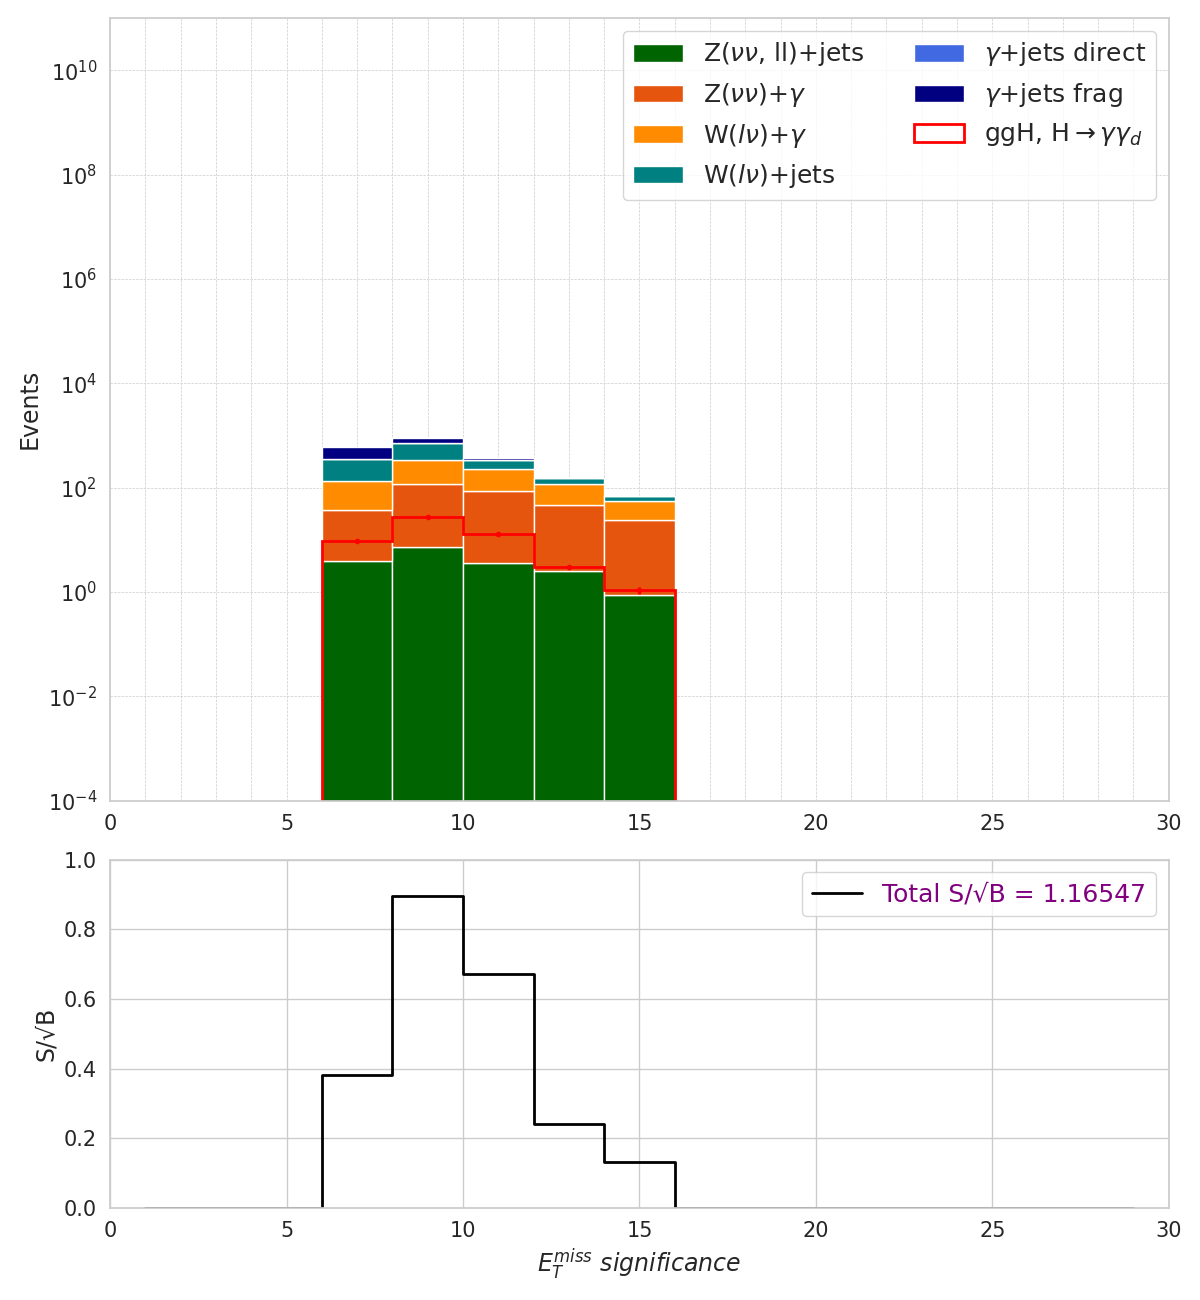 Z(νν, ll)+jets
Z(νν)+γ
W(lν)+γ
W(lν)+jets
γ+jets direct
γ+jets frag
ggH, H→γγ_d
Events
10^10
10^8
10^6
10^4
10^2
10^0
10^−2
10^−4
0 5 10 15 20 25 30
Total S/√B = 1.16547
S/√B
1.0
0.8
0.6
0.4
0.2
0.0
0 5 10 15 20 25 30
E_T^miss significance